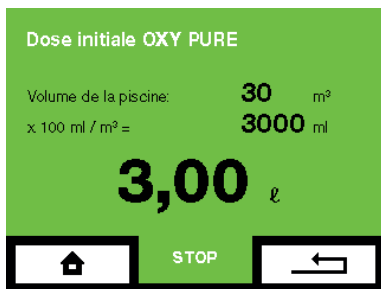 Dose initiale OXY PURE
Volume de la piscine: 30 m³
x 100 ml / m³ = 3000 ml
3,00 ℓ
STOP